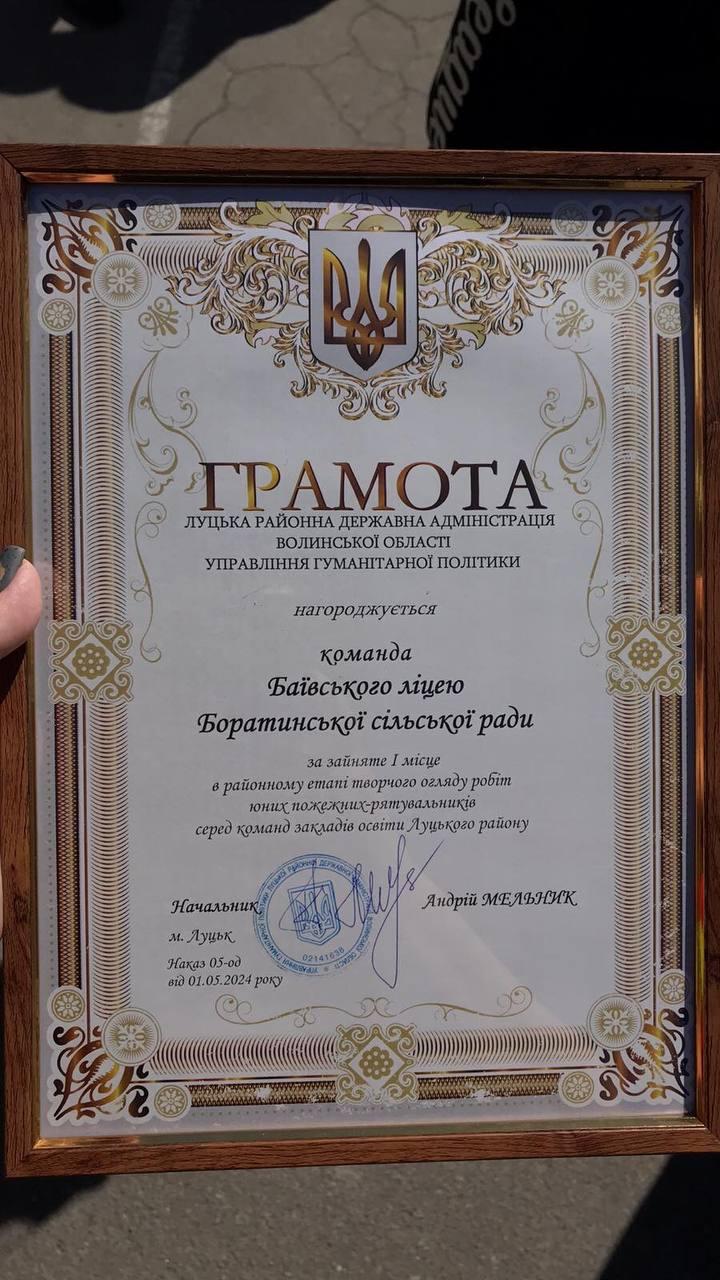 League
ГРАМОТА
ЛУЦЬКА РАЙОННА ДЕРЖАВНА АДМІНІСТРАЦІЯ
ВОЛИНСЬКОЇ ОБЛАСТІ
УПРАВЛІННЯ ГУМАНІТАРНОЇ ПОЛІТИКИ
нагороджується
команда
Баївського ліцею
Боратинської сільської ради
за зайняте І місце
в районному етапі творчого огляду робіт
юних пожежних-рятувальників
серед команд закладів освіти Луцького району
Начальник
Андрій МЕЛЬНИК
м. Луцьк
Наказ 05-од
від 01.05.2024 року
02141638